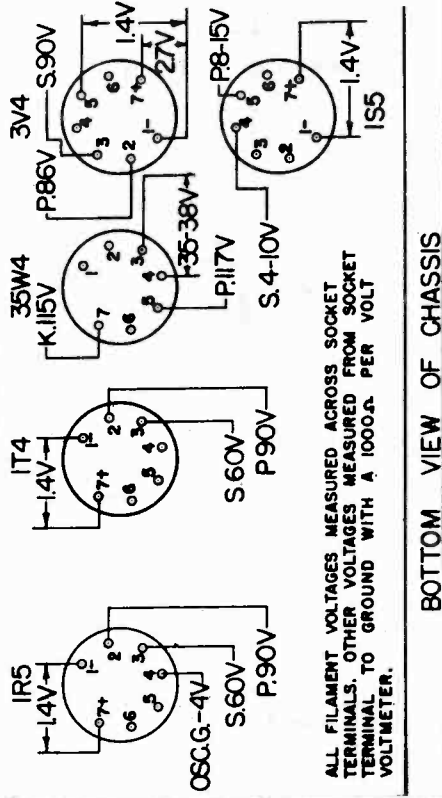 1R5
1.4V
7+
1-
2
3
4
5
6
OSC.G.-4V
S.60V
P.90V
1T4
1.4V
7+
1-
2
3
4
5
6
S.60V
P.90V
35W4
K.115V
7
1
2
3
4
5
6
35-38V
P.117V
3V4
P.86V
S.90V
1.4V
2.7V
1-
2
3
4
5
6
7+
1S5
P.8-15V
S.4-10V
1.4V
1-
2
3
4
5
6
7+
ALL FILAMENT VOLTAGES MEASURED ACROSS SOCKET
TERMINALS. OTHER VOLTAGES MEASURED FROM SOCKET
TERMINAL TO GROUND WITH A 1000Ω PER VOLT
VOLTMETER.
BOTTOM VIEW OF CHASSIS